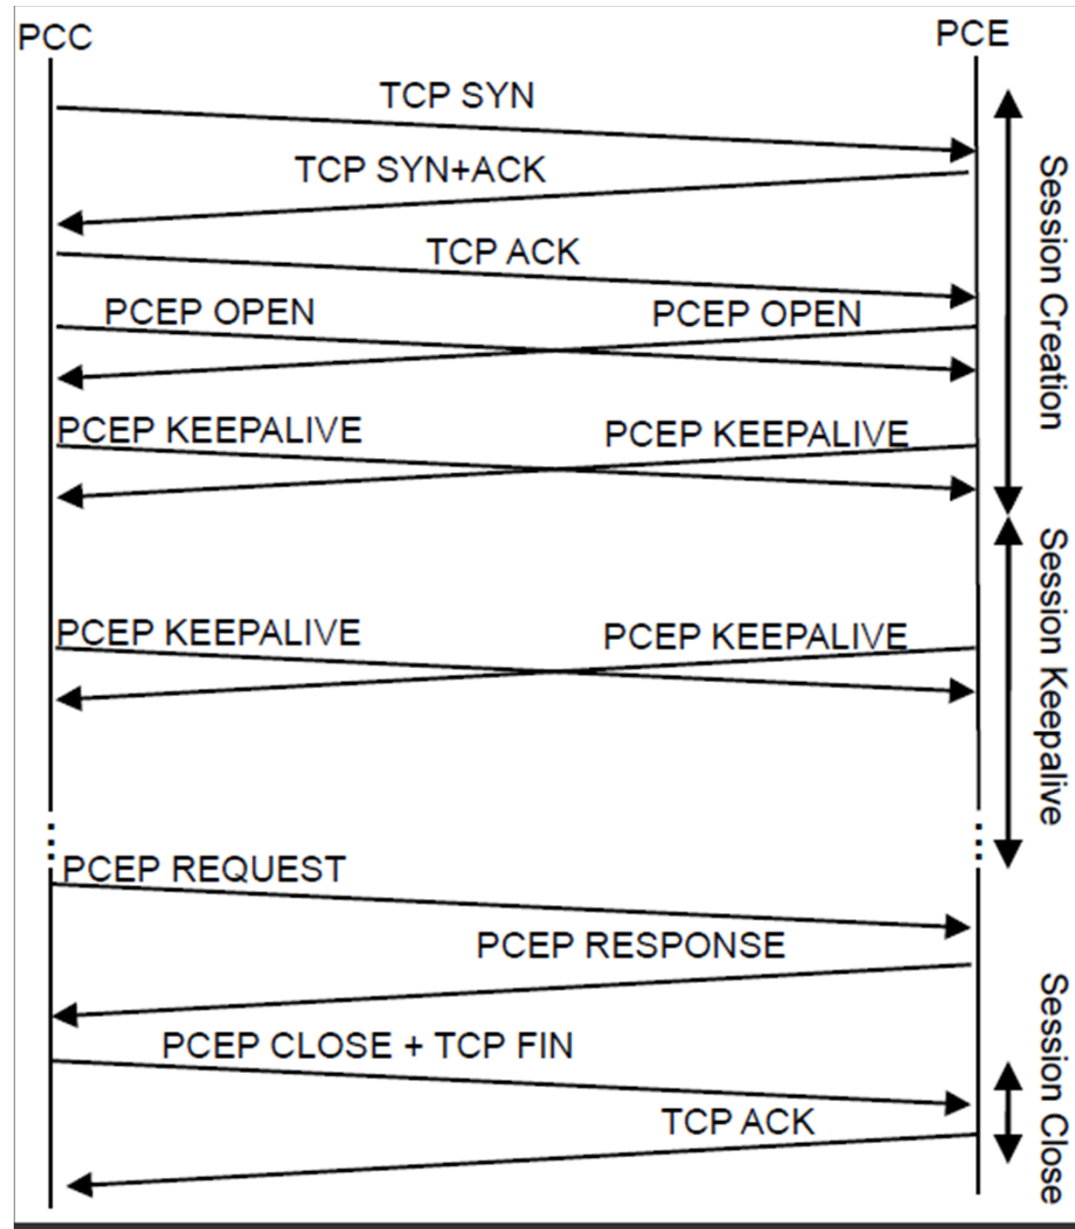 PCC
PCE
TCP SYN
TCP SYN+ACK
TCP ACK
PCEP OPEN
PCEP OPEN
PCEP KEEPALIVE
PCEP KEEPALIVE
Session Creation
PCEP KEEPALIVE
PCEP KEEPALIVE
Session Keepalive
PCEP REQUEST
PCEP RESPONSE
PCEP CLOSE + TCP FIN
TCP ACK
Session Close